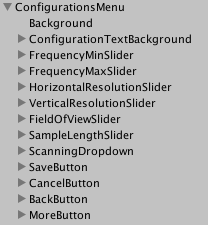 ConfigurationsMenu
Background
ConfigurationTextBackground
FrequencyMinSlider
FrequencyMaxSlider
HorizontalResolutionSlider
VerticalResolutionSlider
FieldOfViewSlider
SampleLengthSlider
ScanningDropdown
SaveButton
CancelButton
BackButton
MoreButton